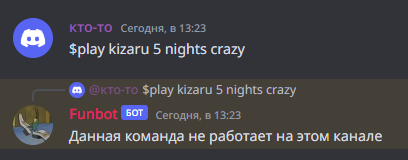 кто-то Сегодня, в 13:23
$play kizaru 5 nights crazy
@кто-то $play kizaru 5 nights crazy
Funbot БОТ Сегодня, в 13:23
Данная команда не работает на этом канале